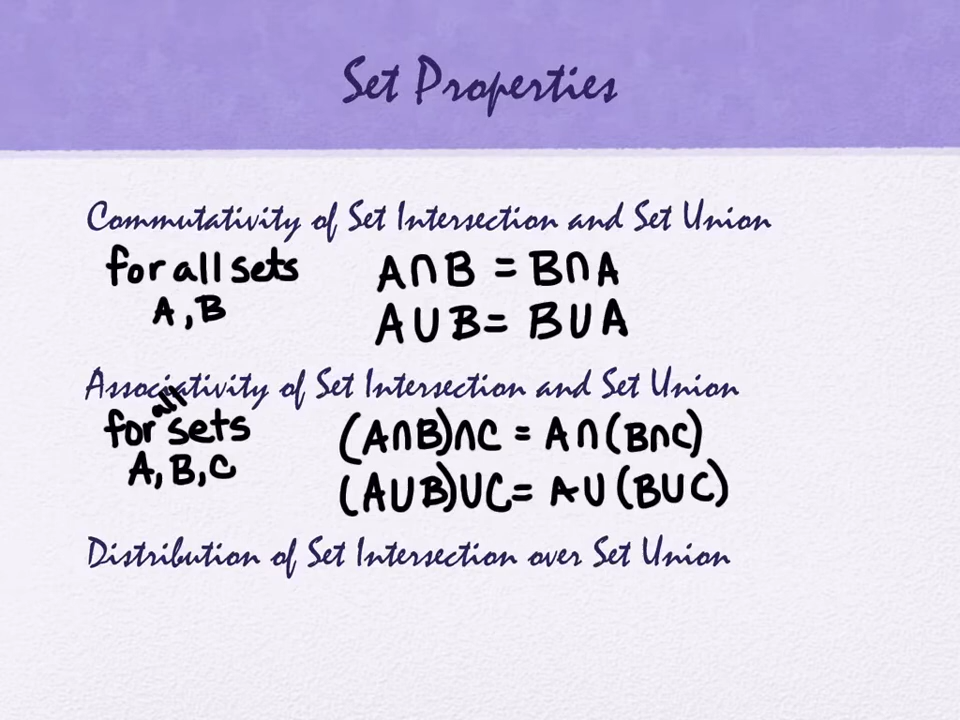 Set Properties
Commutativity of Set Intersection and Set Union
for all sets A∩B = B∩A
A, B A∪B = B∪A
Associativity of Set Intersection and Set Union
for all sets (A∩B)∩C = A∩(B∩C)
A, B, C (A∪B)∪C = A∪(B∪C)
Distribution of Set Intersection over Set Union